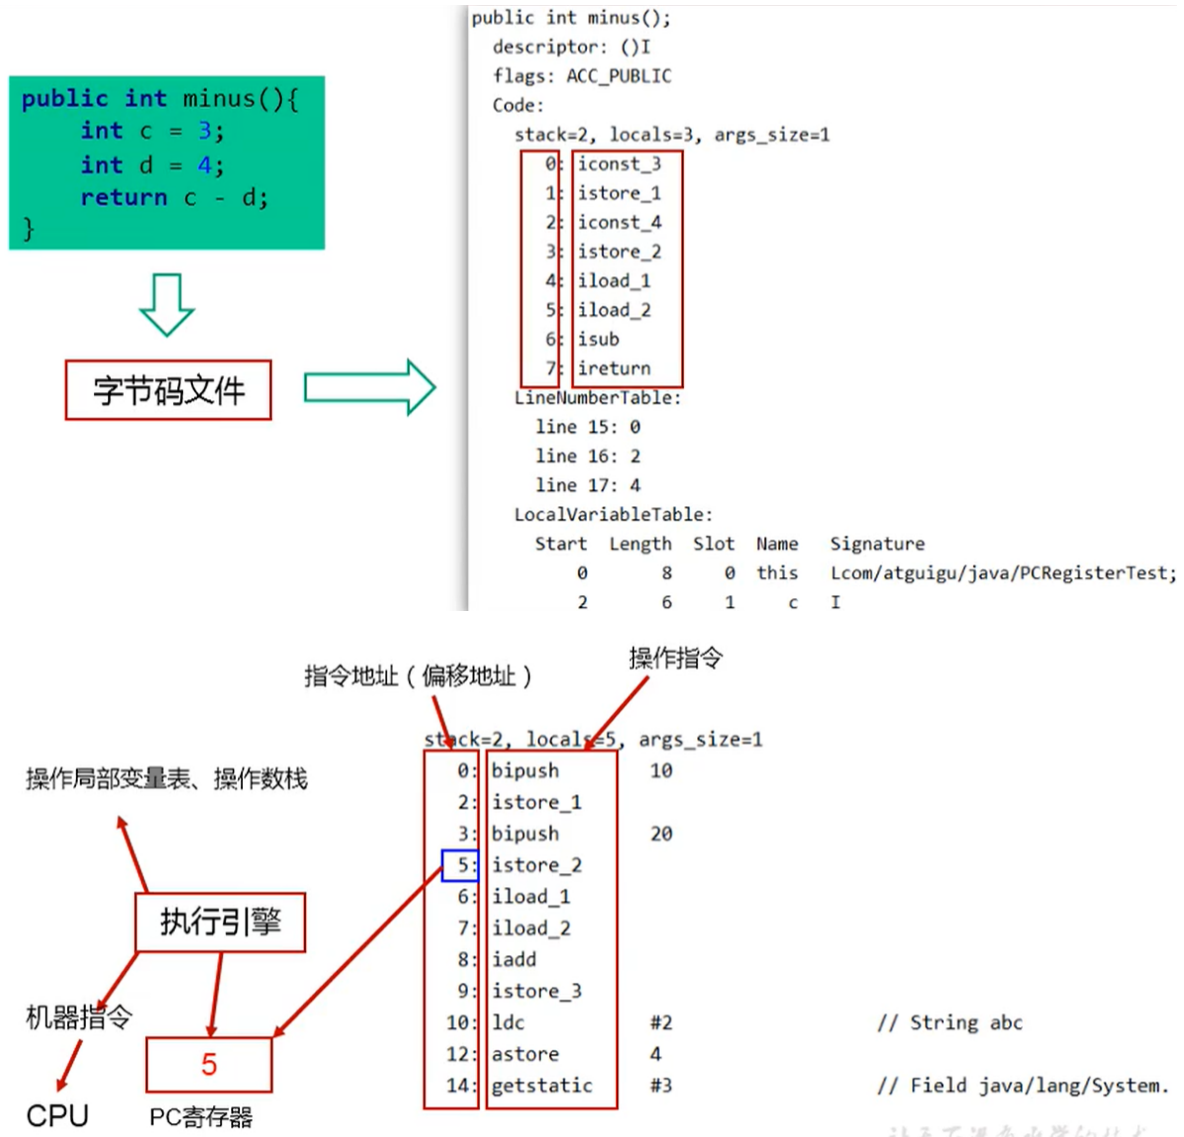 public int minus(){
int c = 3;
int d = 4;
return c - d;
}
字节码文件
public int minus();
descriptor: ()I
flags: ACC_PUBLIC
Code:
stack=2, locals=3, args_size=1
0: iconst_3
1: istore_1
2: iconst_4
3: istore_2
4: iload_1
5: iload_2
6: isub
7: ireturn
LineNumberTable:
line 15: 0
line 16: 2
line 17: 4
LocalVariableTable:
Start Length Slot Name Signature
0 8 0 this Lcom/atguigu/java/PCRegisterTest;
2 6 1 c I
指令地址（偏移地址）
操作指令
stack=2, locals=5, args_size=1
0: bipush 10
2: istore_1
3: bipush 20
5: istore_2
6: iload_1
7: iload_2
8: iadd
9: istore_3
10: ldc #2 // String abc
12: astore 4
14: getstatic #3 // Field java/lang/System.
操作局部变量表、操作数栈
执行引擎
机器指令
5
CPU
PC寄存器